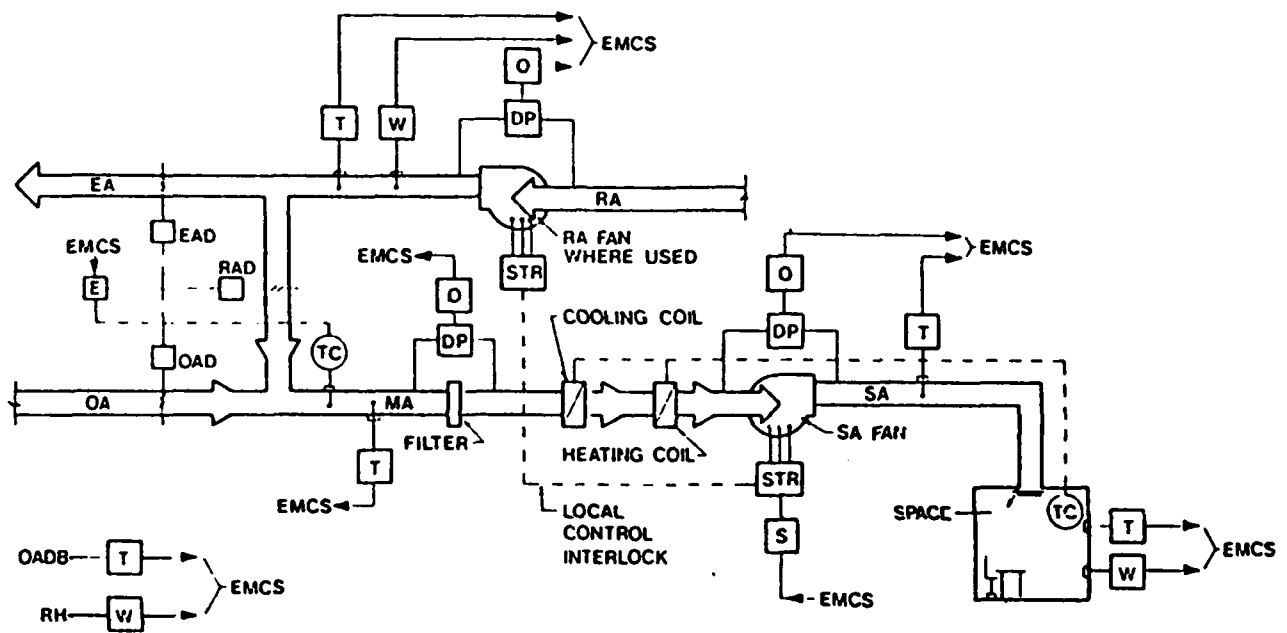 EMCS
O
T
W
DP
EA
RA
EAD
EMCS
RAD
E
RA FAN
WHERE USED
EMCS
STR
O
EMCS
O
COOLING COIL
DP
DP
T
TC
OAD
OA
MA
SA
FILTER
HEATING COIL
SA FAN
T
STR
EMCS
LOCAL
CONTROL
INTERLOCK
SPACE
TC
S
T
EMCS
W
OADB
T
EMCS
RH
W
EMCS